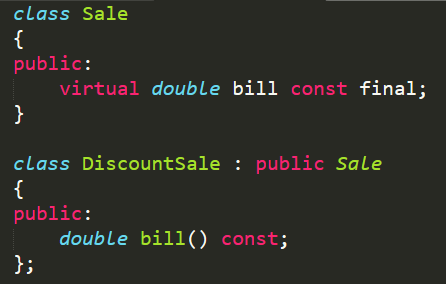 class Sale
{
public:
    virtual double bill const final;
}

class DiscountSale : public Sale
{
public:
    double bill() const;
};